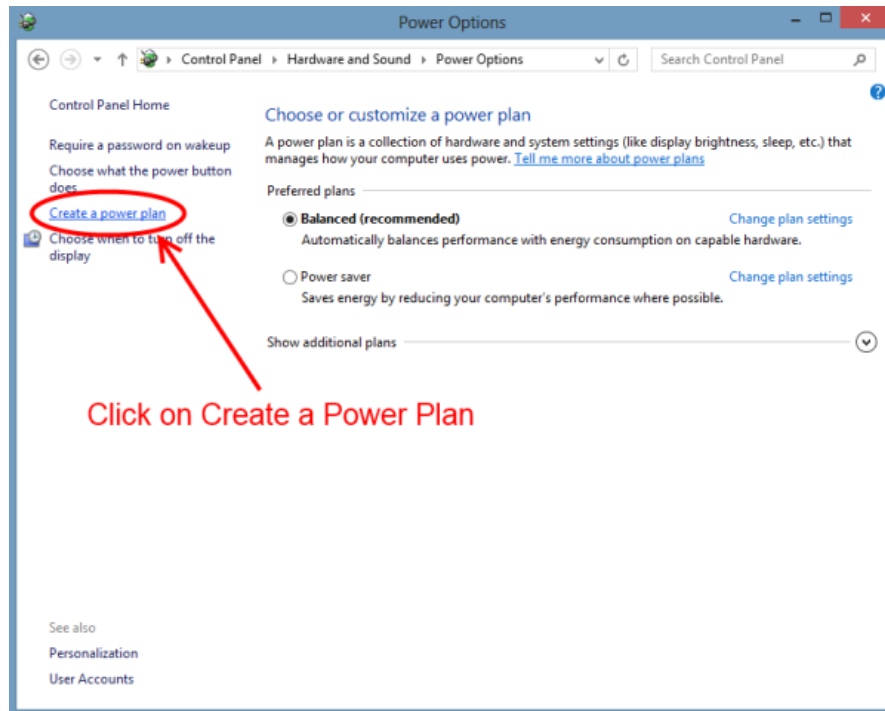 Power Options
Control Panel Hardware and Sound Power Options
Search Control Panel
Control Panel Home
Require a password on wakeup
Choose what the power button
does
Create a power plan
Choose when to turn off the
display
Choose or customize a power plan
A power plan is a collection of hardware and system settings (like display brightness, sleep, etc.) that
manages how your computer uses power. Tell me more about power plans
Preferred plans
Balanced (recommended) Change plan settings
Automatically balances performance with energy consumption on capable hardware.
Power saver Change plan settings
Saves energy by reducing your computer's performance where possible.
Show additional plans
Click on Create a Power Plan
See also
Personalization
User Accounts